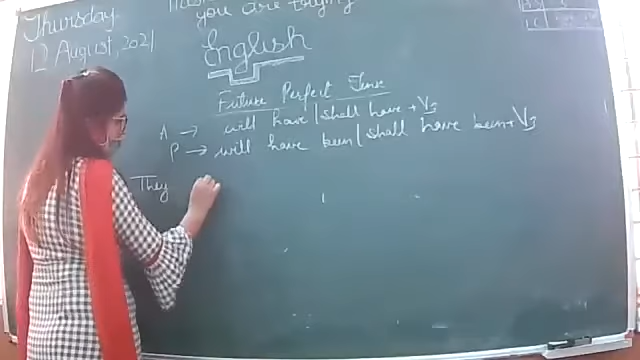 you are trying
Thursday
12 August, 2021
English
Future Perfect Tense
A → will have / shall have + V3
P → will have been / shall have been + V3
They